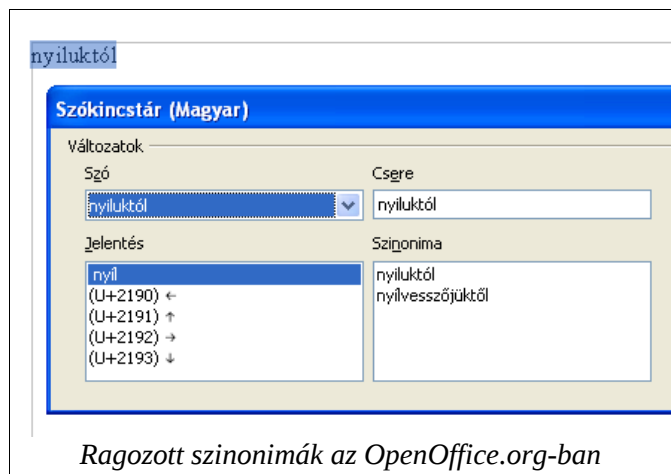 nyiluktól
Szókincstár (Magyar)
Változatok
Szó
Csere
nyiluktól
nyiluktól
Jelentés
Szinonima
nyíl
(U+2190) ←
(U+2191) ↑
(U+2192) →
(U+2193) ↓
nyiluktól
nyílvesszőjüktől
Ragozott szinonimák az OpenOffice.org-ban